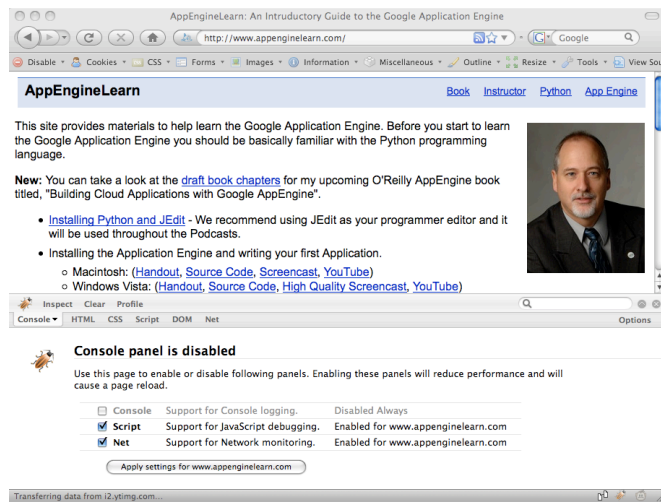 AppEngineLearn: An Intruductory Guide to the Google Application Engine
http://www.appenginelearn.com/
Google
Disable Cookies CSS Forms Images Information Miscellaneous Outline Resize Tools View Sou
AppEngineLearn Book Instructor Python App Engine
This site provides materials to help learn the Google Application Engine. Before you start to learn
the Google Application Engine you should be basically familiar with the Python programming
language.
New: You can take a look at the draft book chapters for my upcoming O'Reilly AppEngine book
titled, "Building Cloud Applications with Google AppEngine".
• Installing Python and JEdit - We recommend using JEdit as your programmer editor and it
will be used throughout the Podcasts.
• Installing the Application Engine and writing your first Application.
○ Macintosh: (Handout, Source Code, Screencast, YouTube)
○ Windows Vista: (Handout, Source Code, High Quality Screencast, YouTube)
Inspect Clear Profile
Console HTML CSS Script DOM Net Options
Console panel is disabled
Use this page to enable or disable following panels. Enabling these panels will reduce performance and will
cause a page reload.
Console Support for Console logging. Disabled Always
Script Support for JavaScript debugging. Enabled for www.appenginelearn.com
Net Support for Network monitoring. Enabled for www.appenginelearn.com
Apply settings for www.appenginelearn.com
Transferring data from i2.ytimg.com...